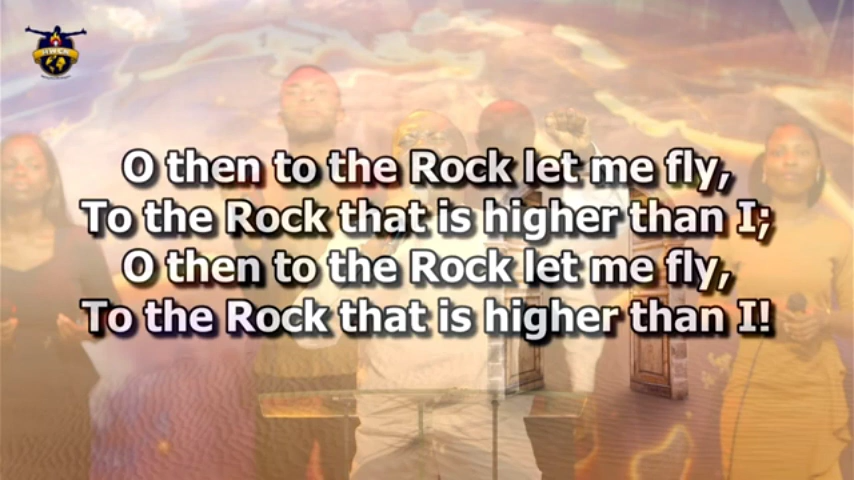 O then to the Rock let me fly,
To the Rock that is higher than I;
O then to the Rock let me fly,
To the Rock that is higher than I!